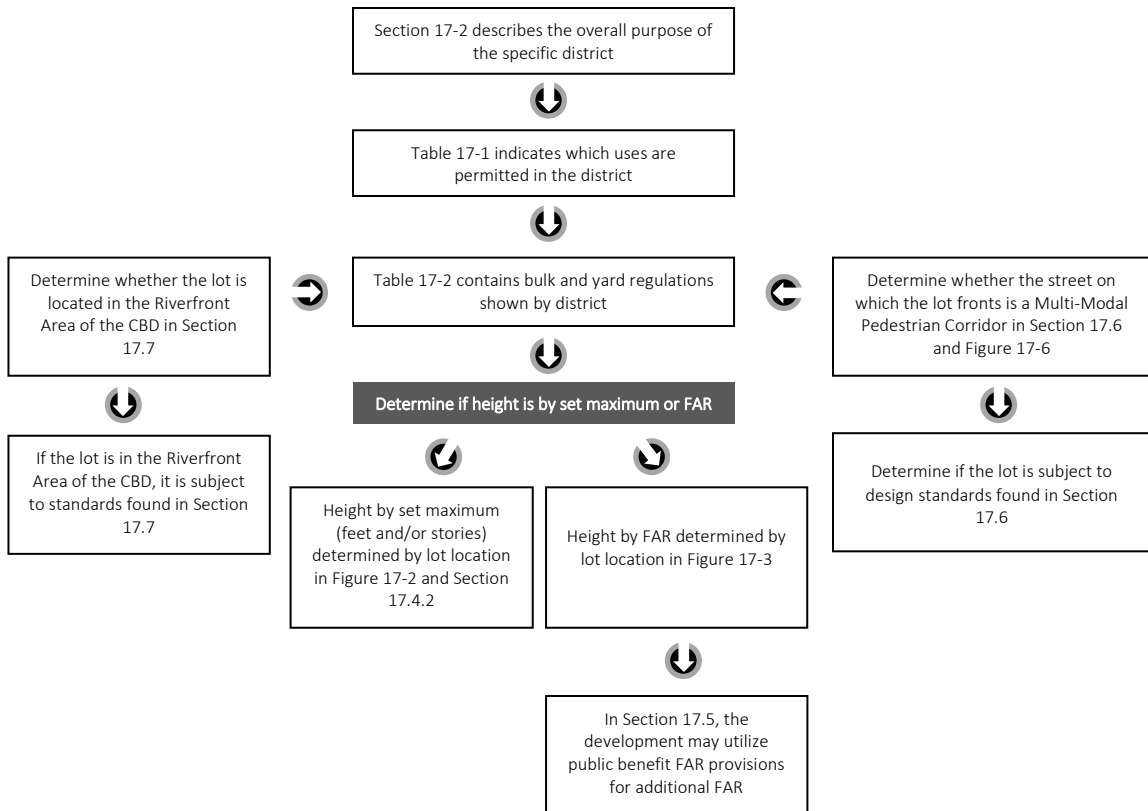 Section 17-2 describes the overall purpose of
the specific district
Table 17-1 indicates which uses are
permitted in the district
Determine whether the lot is
located in the Riverfront
Area of the CBD in Section
17.7
Table 17-2 contains bulk and yard regulations
shown by district
Determine whether the street on
which the lot fronts is a Multi-Modal
Pedestrian Corridor in Section 17.6
and Figure 17-6
Determine if height is by set maximum or FAR
If the lot is in the Riverfront
Area of the CBD, it is subject
to standards found in Section
17.7
Height by set maximum
(feet and/or stories)
determined by lot location
in Figure 17-2 and Section
17.4.2
Height by FAR determined by
lot location in Figure 17-3
Determine if the lot is subject to
design standards found in Section
17.6
In Section 17.5, the
development may utilize
public benefit FAR provisions
for additional FAR